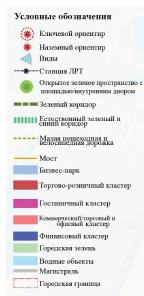 Условные обозначения
Ключевой ориентир
Наземный ориентир
Виды
Станция ЛРТ
Открытое зеленое пространство с
площадью/внутренним двором
Зеленый коридор
Естественный зеленый и
синий коридор
Малая пешеходная и
велосипедная дорожка
Мост
Бизнес-парк
Торгово-розничный кластер
Гостиничный кластер
Коммерческий/торговый и
офисный кластер
Финансовый кластер
Городская зелень
Водные объекты
Магистраль
Городская граница